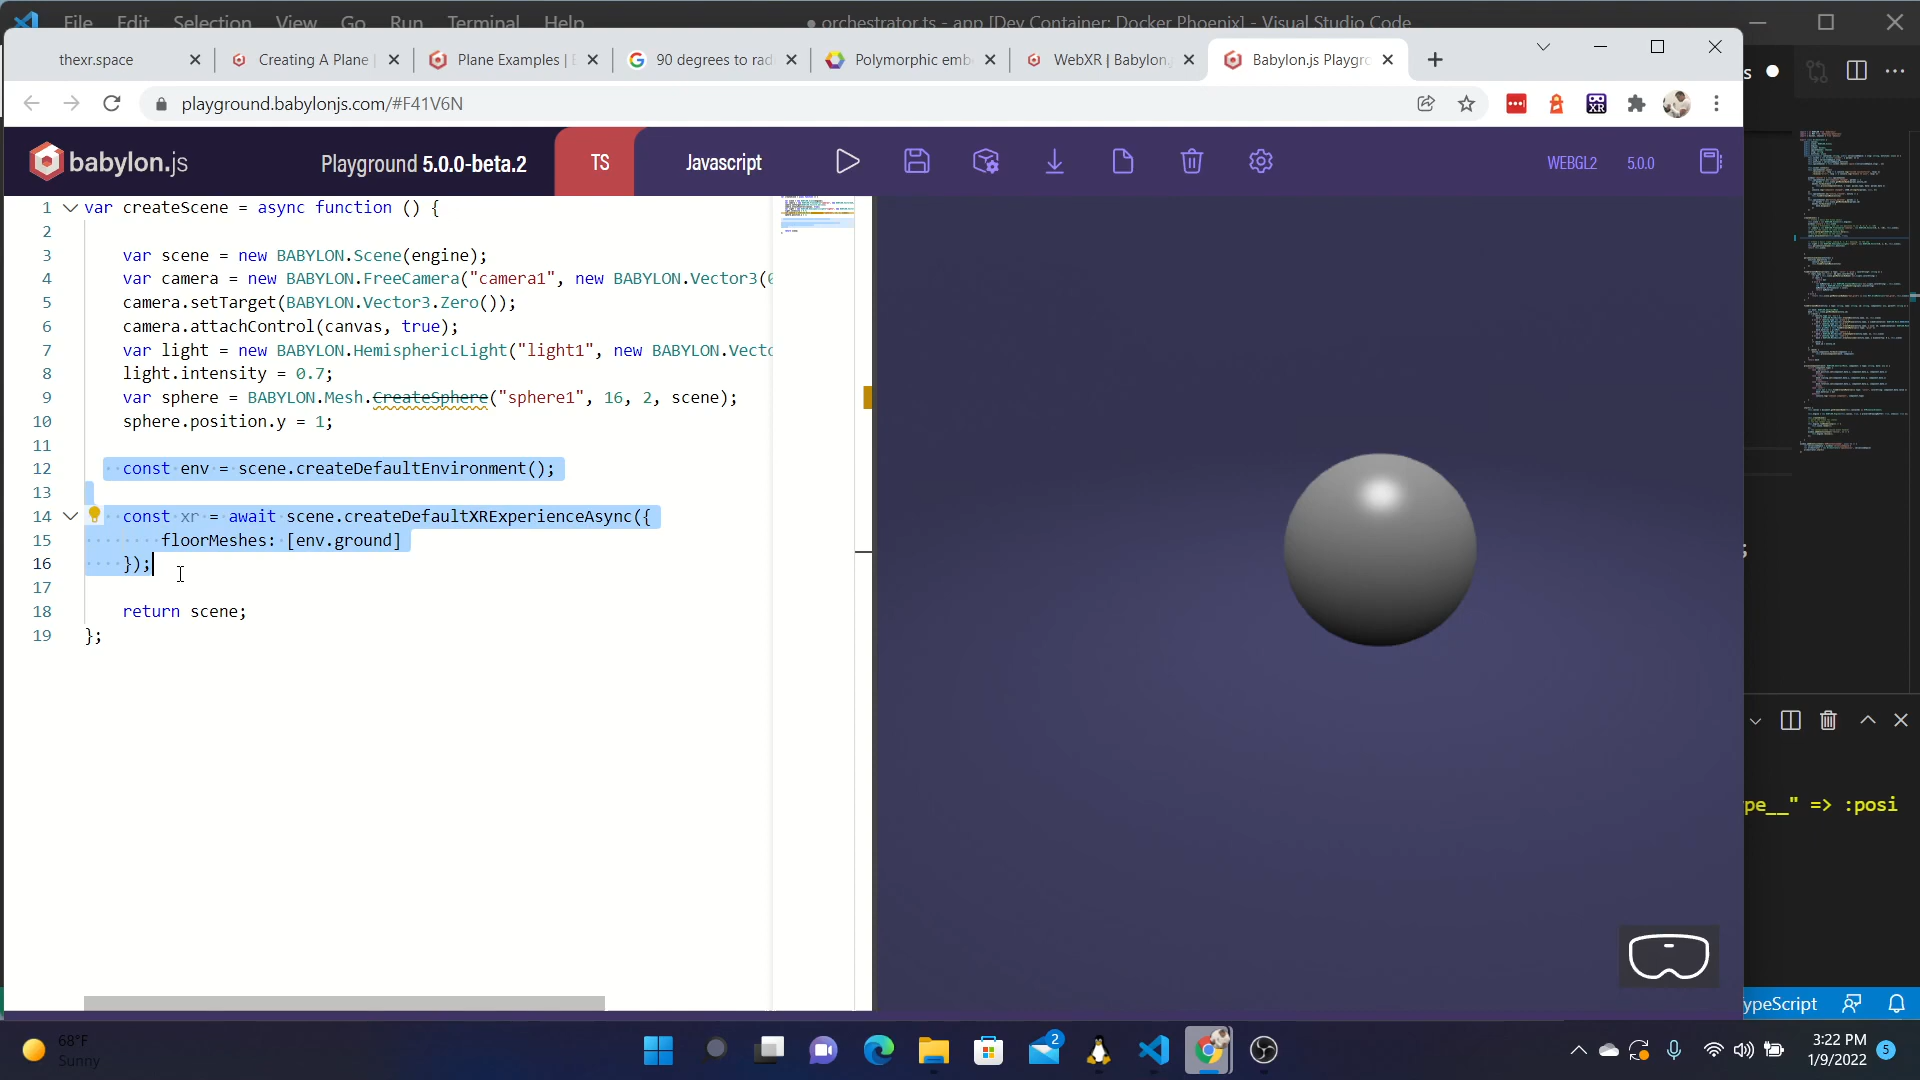 File Edit Selection View Go Run Terminal Help
● orchestrator.ts - app [Dev Container: Docker Phoenix] - Visual Studio Code
thexr.space
Creating A Plane
Plane Examples | 
90 degrees to rad
Polymorphic emb
WebXR | Babylon.
Babylon.js Playgro
s
playground.babylonjs.com/#F41V6N
XR
babylon.js
Playground 5.0.0-beta.2
TS
Javascript
WEBGL2
5.0.0
1 var createScene = async function () {
2
3 var scene = new BABYLON.Scene(engine);
4 var camera = new BABYLON.FreeCamera("camera1", new BABYLON.Vector3(0
5 camera.setTarget(BABYLON.Vector3.Zero());
6 camera.attachControl(canvas, true);
7 var light = new BABYLON.HemisphericLight("light1", new BABYLON.Vecto
8 light.intensity = 0.7;
9 var sphere = BABYLON.Mesh.CreateSphere("sphere1", 16, 2, scene);
10 sphere.position.y = 1;
11
12 const env = scene.createDefaultEnvironment();
13
14 const xr = await scene.createDefaultXRExperienceAsync({
15 floorMeshes: [env.ground]
16 });
17
18 return scene;
19 };
;
pe__" => :posi
ypeScript
68°F
Sunny
2
3:22 PM
1/9/2022
5